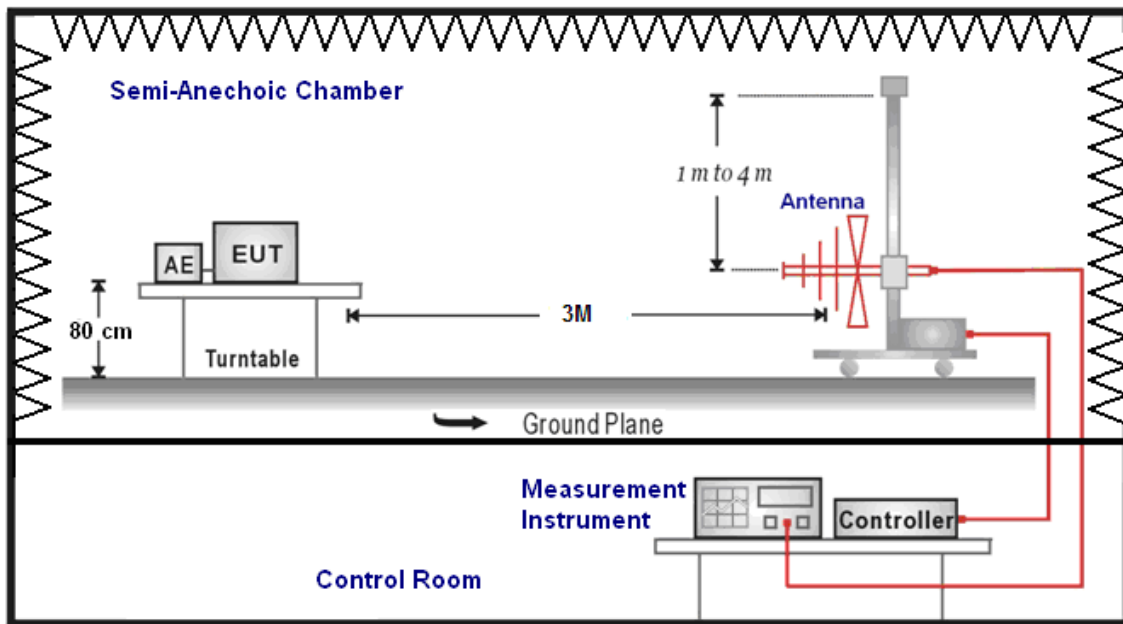 Semi-Anechoic Chamber
1 m to 4 m
Antenna
AE
EUT
80 cm
3M
Turntable
Ground Plane
Measurement
Instrument
Controller
Control Room